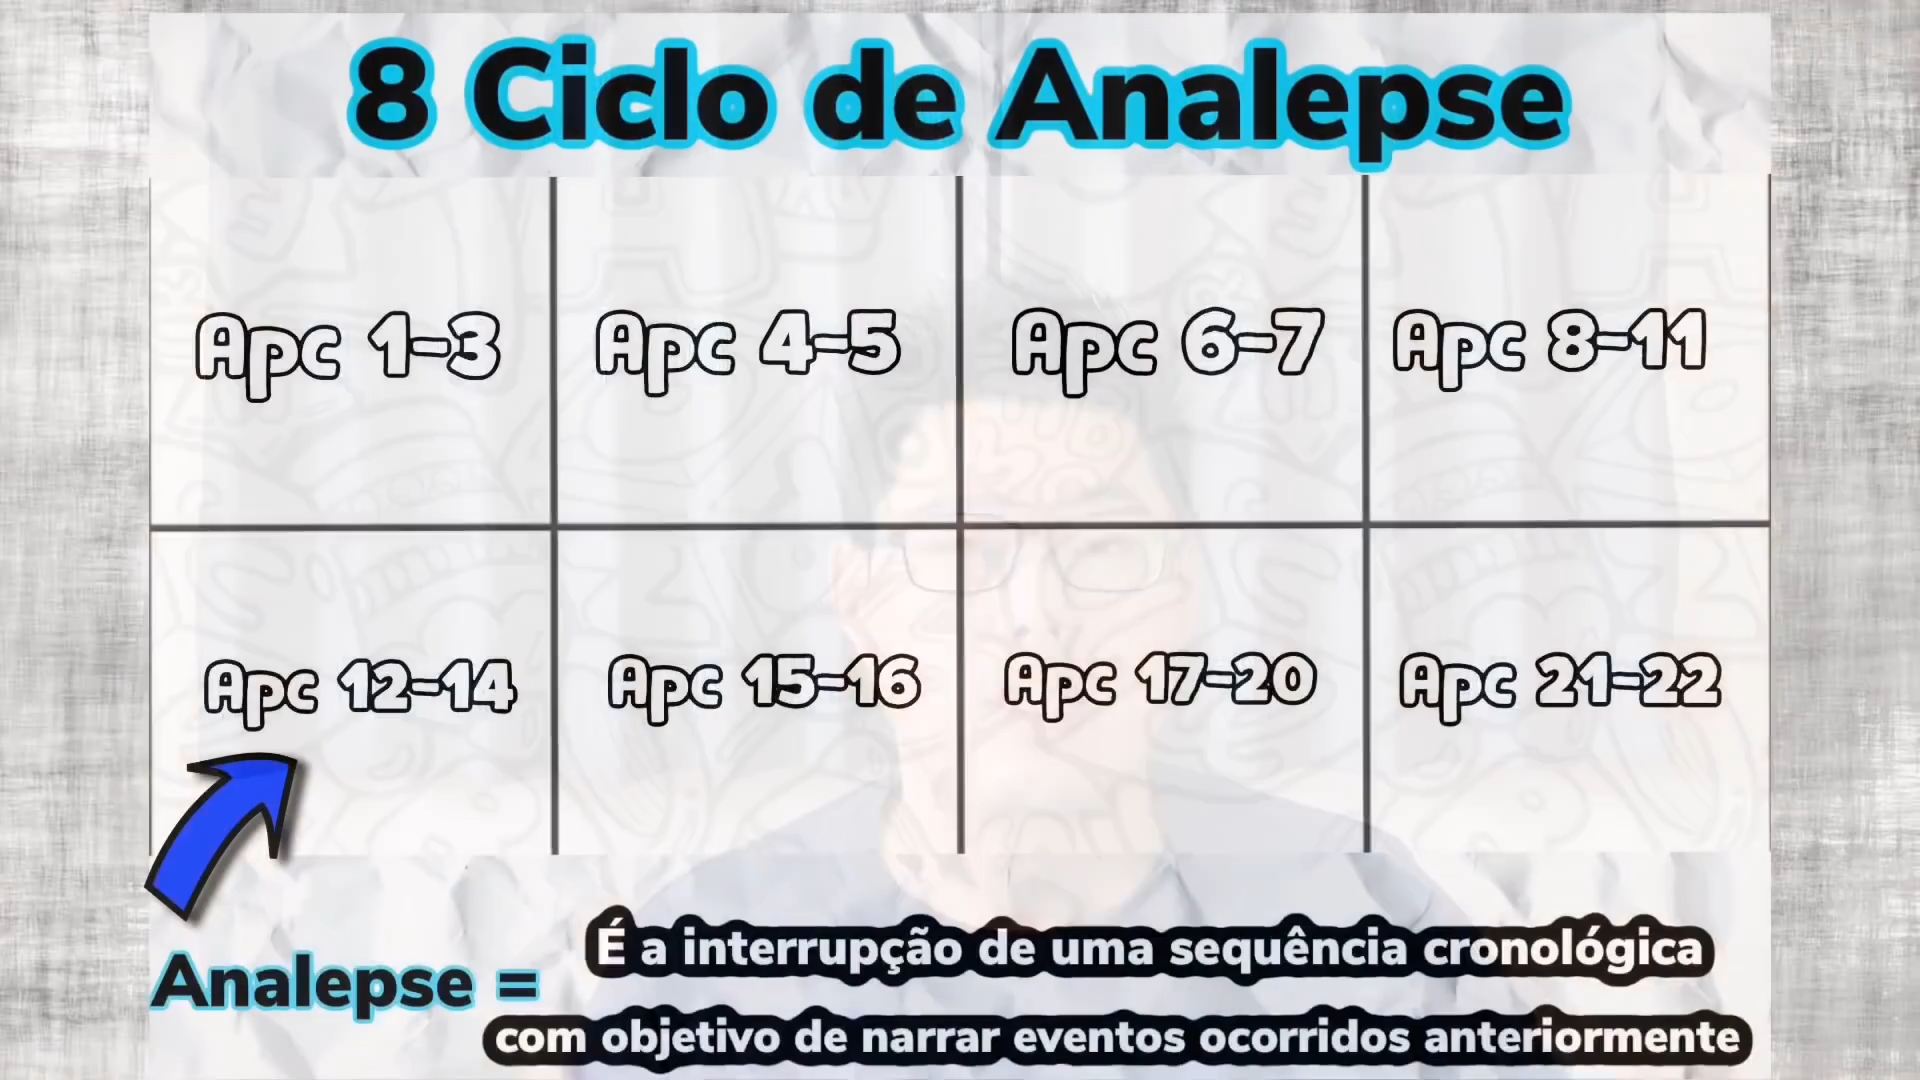 8 Ciclo de Analepse
Apc 1-3
Apc 4-5
Apc 6-7
Apc 8-11
Apc 12-14
Apc 15-16
Apc 17-20
Apc 21-22
Analepse =
É a interrupção de uma sequência cronológica
com objetivo de narrar eventos ocorridos anteriormente